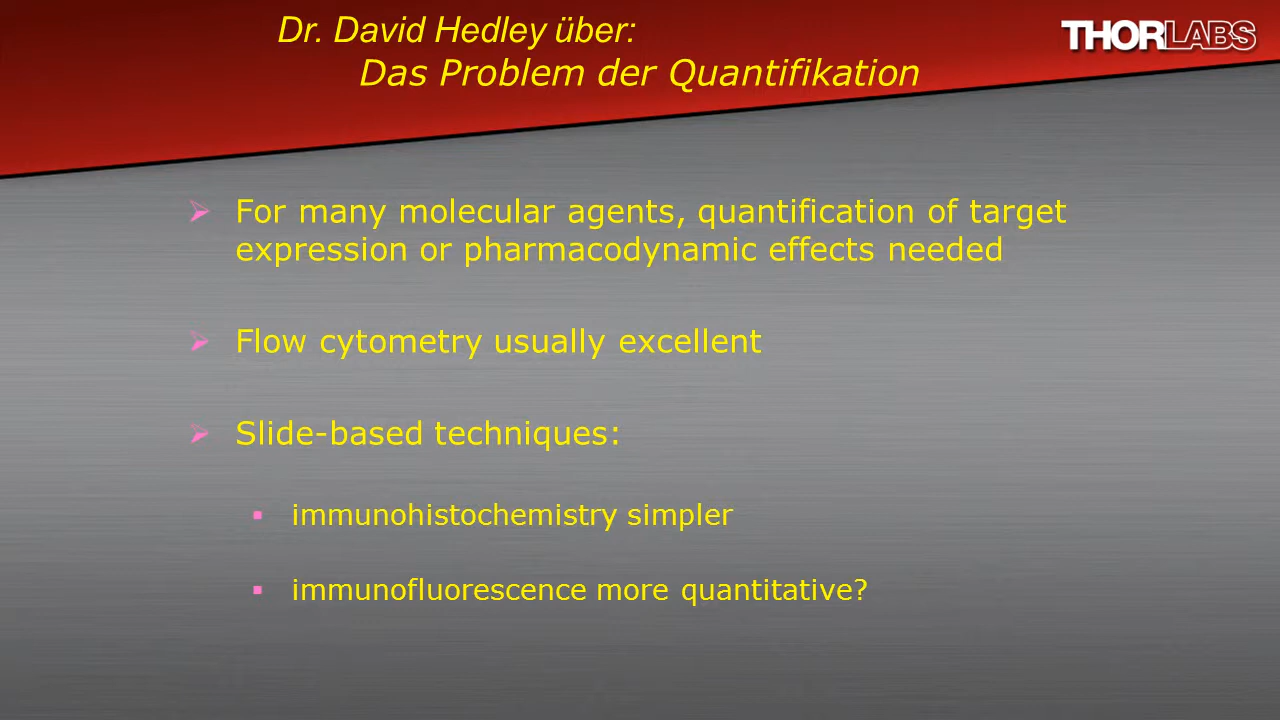 Dr. David Hedley über:
THORLABS
Das Problem der Quantifikation
For many molecular agents, quantification of target
expression or pharmacodynamic effects needed
Flow cytometry usually excellent
Slide-based techniques:
immunohistochemistry simpler
immunofluorescence more quantitative?